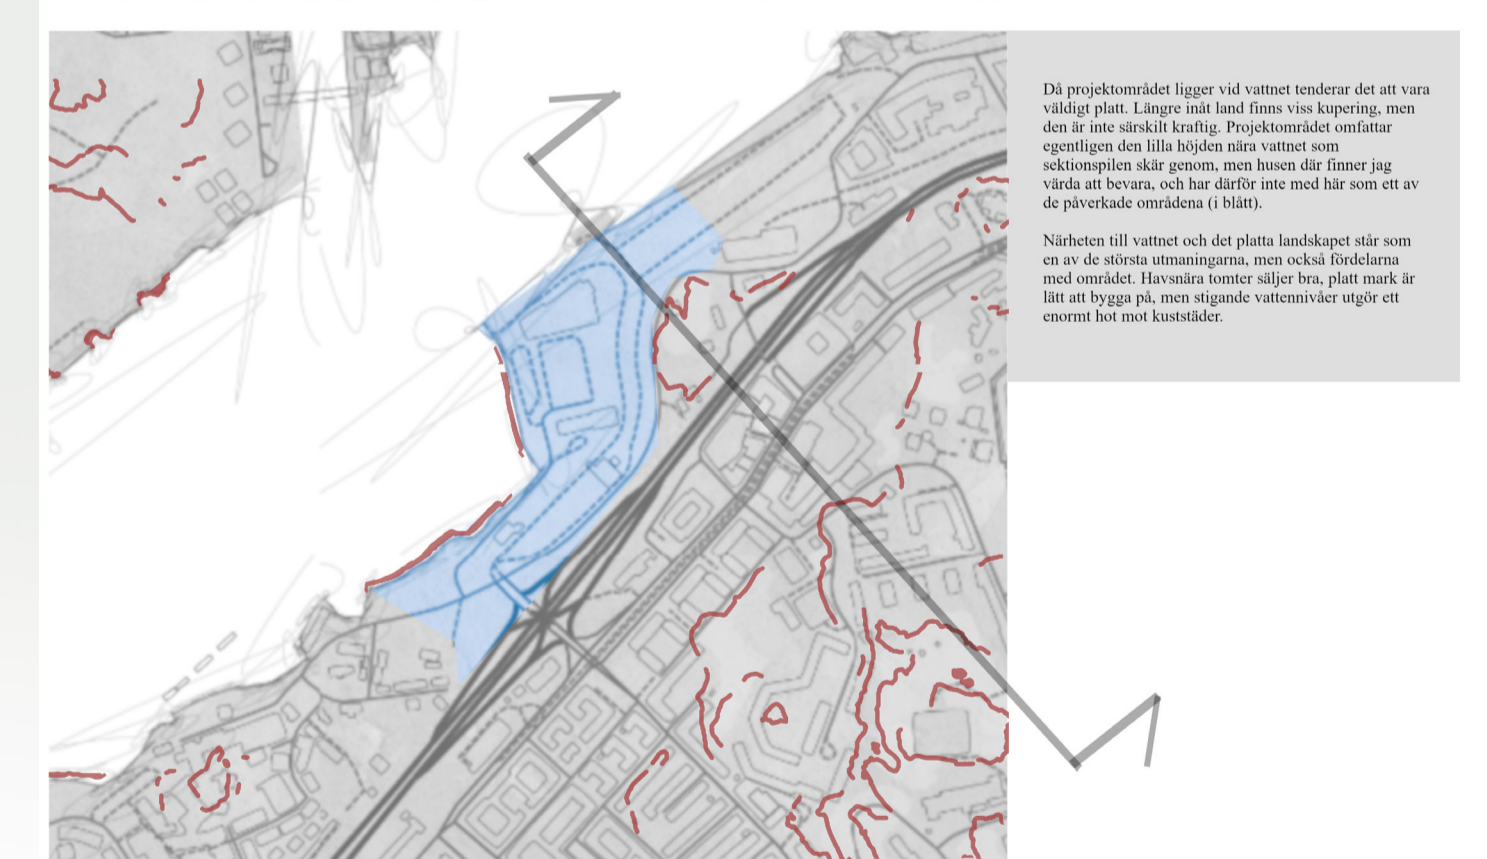 Då projektområdet ligger vid vattnet tenderar det att vara
väldigt platt. Längre inåt land finns viss kupering, men
den är inte särskilt kraftig. Projektområdet omfattar
egentligen den lilla höjden nära vattnet som
sektionspilen skär genom, men husen där finner jag
värda att bevara, och har därför inte med här som ett av
de påverkade områdena (i blått).
Närheten till vattnet och det platta landskapet står som
en av de största utmaningarna, men också fördelarna
med området. Havsnära tomter säljer bra, platt mark är
lätt att bygga på, men stigande vattennivåer utgör ett
enormt hot mot kuststäder.